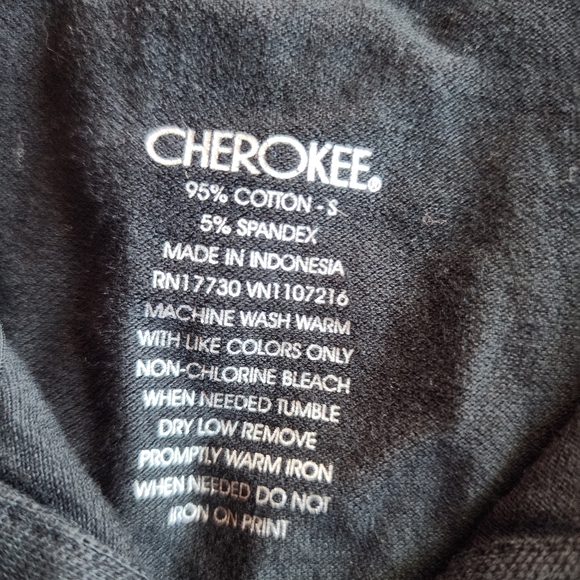 CHEROKEE®
95% COTTON - S
5% SPANDEX
MADE IN INDONESIA
RN17730 VN1107216
MACHINE WASH WARM
WITH LIKE COLORS ONLY
NON-CHLORINE BLEACH
WHEN NEEDED TUMBLE
DRY LOW REMOVE
PROMPTLY WARM IRON
WHEN NEEDED DO NOT
IRON ON PRINT